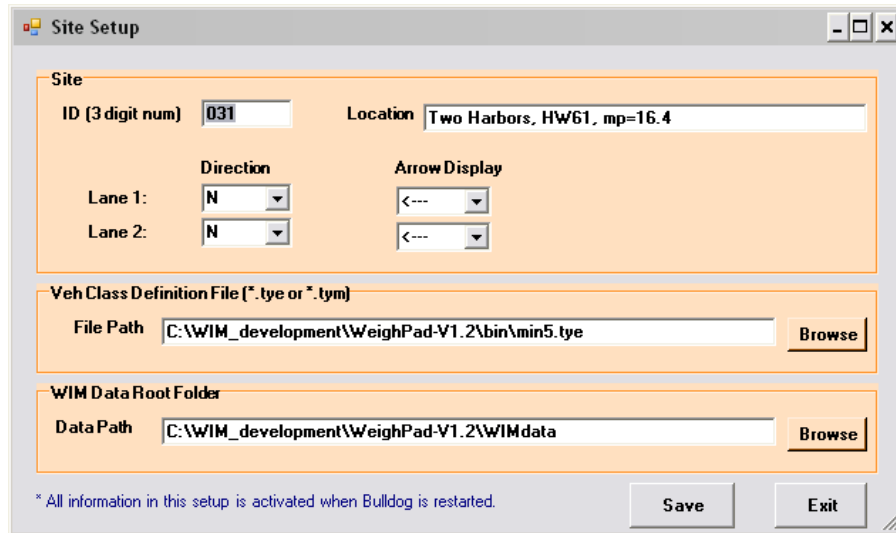 Site Setup
Site
ID (3 digit num) 031 Location Two Harbors, HW61, mp=16.4
Direction Arrow Display
Lane 1: N <---
Lane 2: N <---
Veh Class Definition File (*.tye or *.tym)
File Path C:\WIM_development\WeighPad-V1.2\bin\min5.tye Browse
WIM Data Root Folder
Data Path C:\WIM_development\WeighPad-V1.2\WIMdata Browse
* All information in this setup is activated when Bulldog is restarted. Save Exit